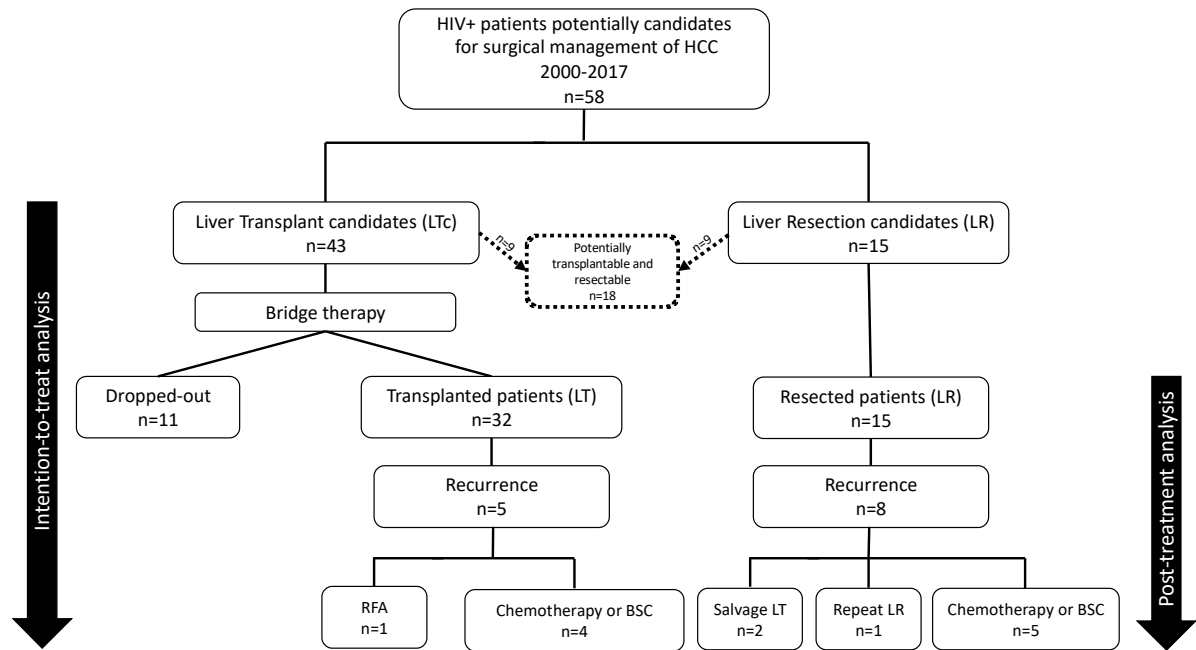 HIV+ patients potentially candidates
for surgical management of HCC
2000-2017
n=58
Liver Transplant candidates (LTc)
n=43
n=9
Potentially
transplantable and
resectable
n=18
n=9
Liver Resection candidates (LR)
n=15
Bridge therapy
Dropped-out
n=11
Transplanted patients (LT)
n=32
Resected patients (LR)
n=15
Recurrence
n=5
Recurrence
n=8
RFA
n=1
Chemotherapy or BSC
n=4
Salvage LT
n=2
Repeat LR
n=1
Chemotherapy or BSC
n=5
Intention-to-treat analysis
Post-treatment analysis